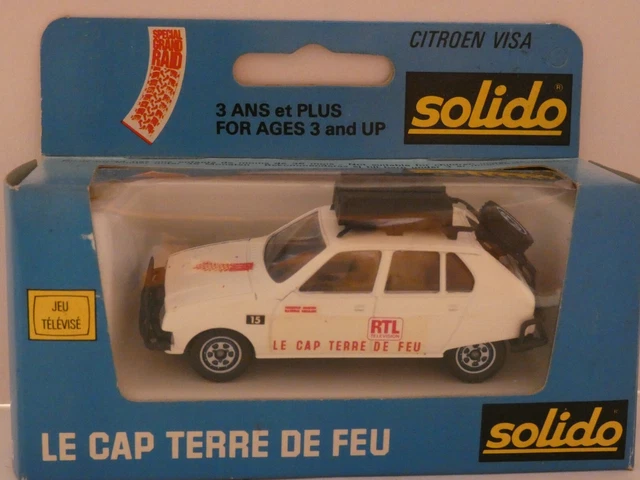 SPECIAL
GRAND
RAID
CITROEN VISA
3 ANS et PLUS
FOR AGES 3 and UP
solido
JEU
TÉLÉVISÉ
15
RTL
TELEVISION
LE CAP TERRE DE FEU
LE CAP TERRE DE FEU
solido